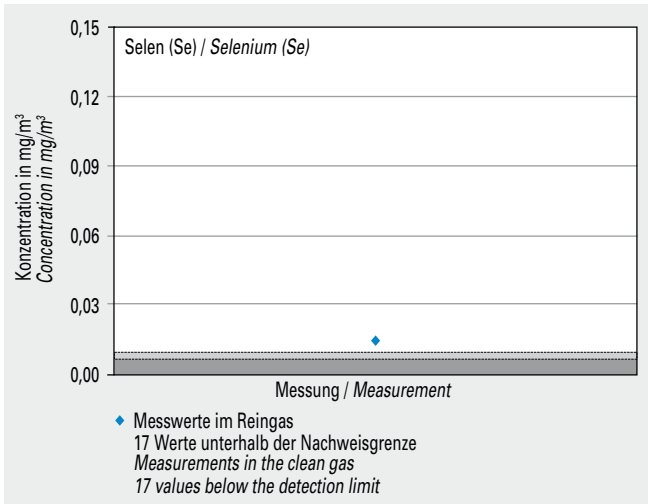 Selen (Se) / Selenium (Se)
Konzentration in mg/m³
Concentration in mg/m³
0,15
0,12
0,09
0,06
0,03
0,00
Messung / Measurement
Messwerte im Reingas
17 Werte unterhalb der Nachweisgrenze
Measurements in the clean gas
17 values below the detection limit